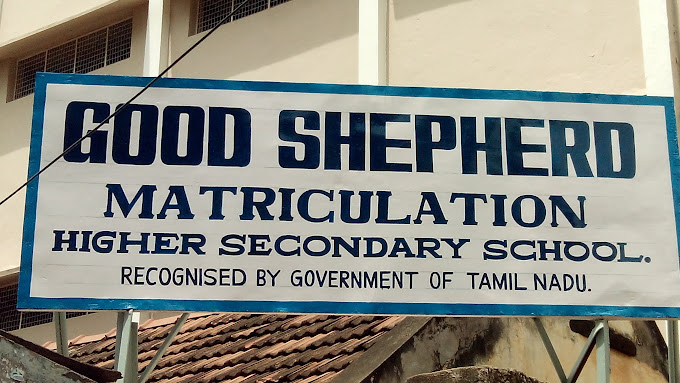 GOOD SHEPHERD
MATRICULATION
HIGHER SECONDARY SCHOOL.
RECOGNISED BY GOVERNMENT OF TAMIL NADU.